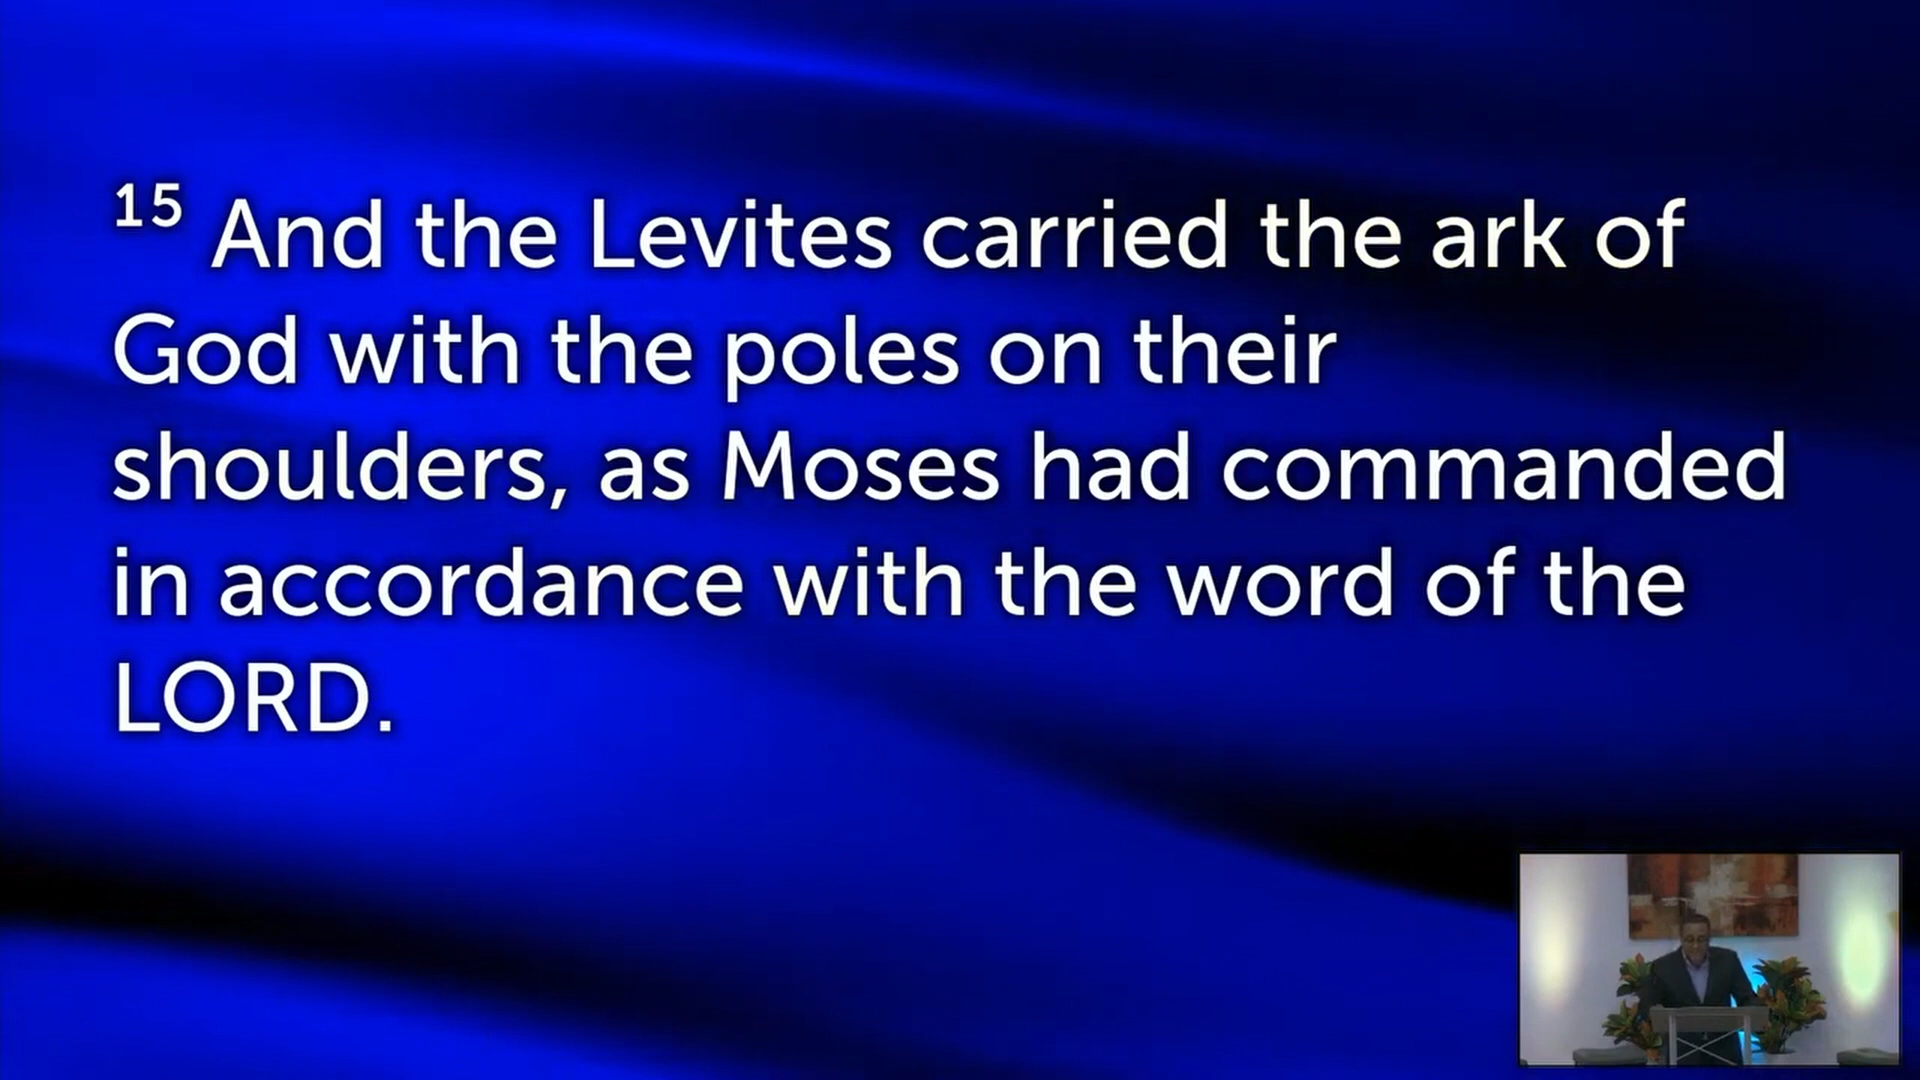 15 And the Levites carried the ark of
God with the poles on their
shoulders, as Moses had commanded
in accordance with the word of the
LORD.